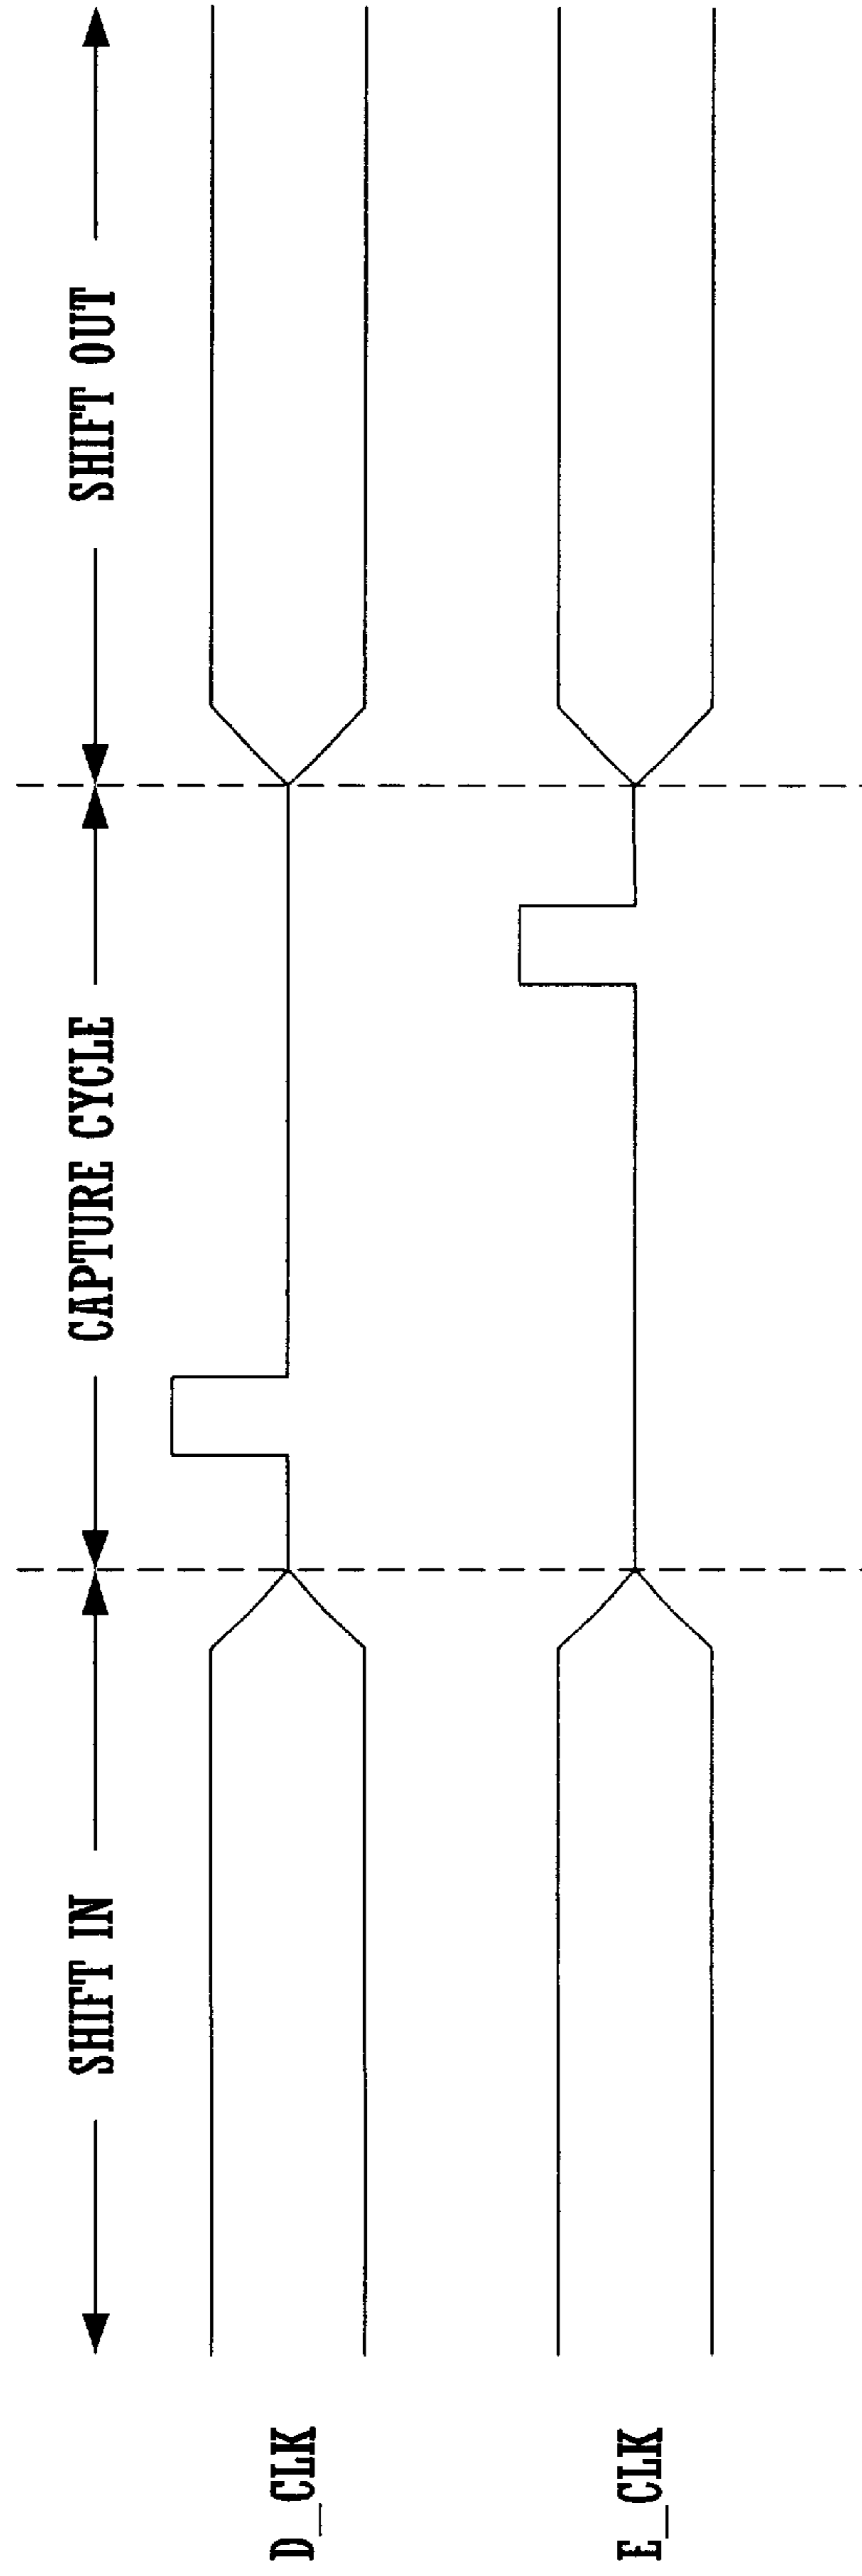 SHIFT IN
CAPTURE CYCLE
SHIFT OUT
D_CLK
E_CLK